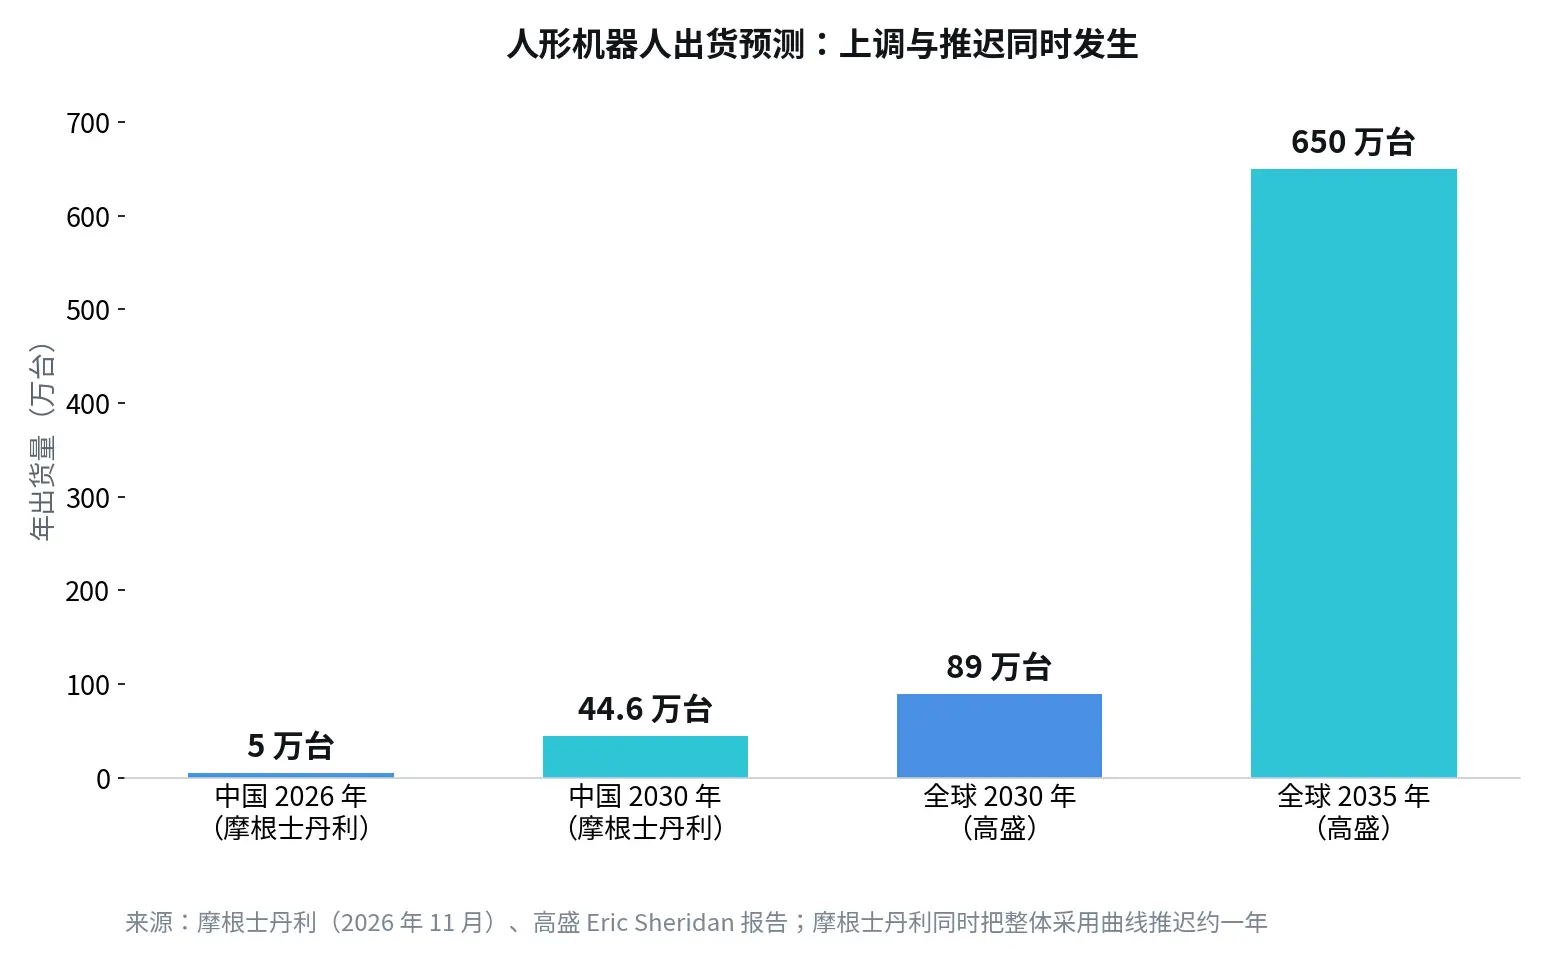 人形机器人出货预测：上调与推迟同时发生
年出货量（万台）
700
600
500
400
300
200
100
0
5 万台
44.6 万台
89 万台
650 万台
中国 2026 年
（摩根士丹利）
中国 2030 年
（摩根士丹利）
全球 2030 年
（高盛）
全球 2035 年
（高盛）
来源：摩根士丹利（2026 年 11 月）、高盛 Eric Sheridan 报告；摩根士丹利同时把整体采用曲线推迟约一年